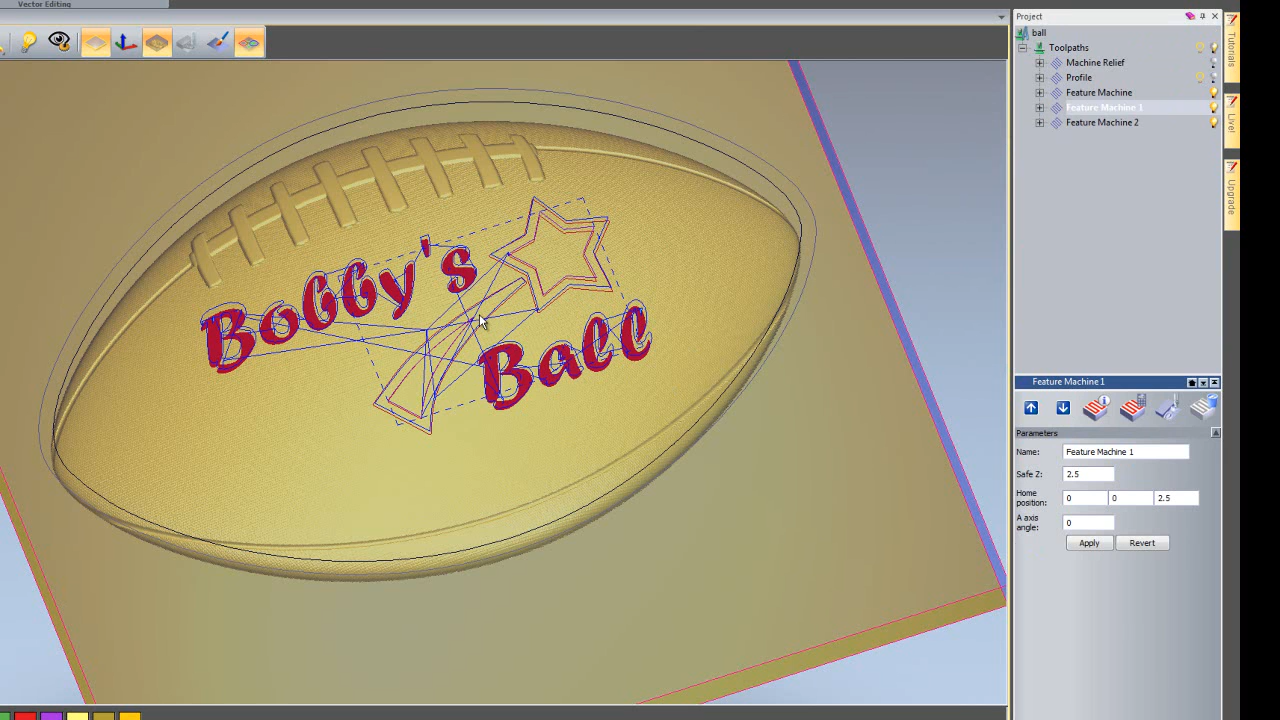 Vector Editing
Project
ball
Toolpaths
Machine Relief
Profile
Feature Machine
Feature Machine 1
Feature Machine 2
Tutorials
Live!
Upgrade
Bobby's
Ball
Feature Machine 1
Parameters
Name: Feature Machine 1
Safe Z: 2.5
Home position: 0 0 2.5
A axis angle: 0
Apply Revert